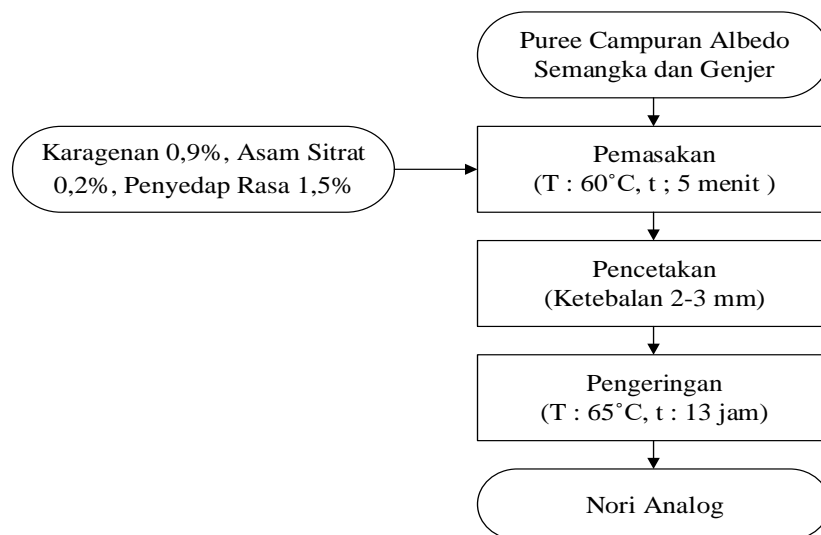 Puree Campuran Albedo
Semangka dan Genjer
Karagenan 0,9%, Asam Sitrat
0,2%, Penyedap Rasa 1,5%
Pemasakan
(T : 60˚C, t ; 5 menit )
Pencetakan
(Ketebalan 2-3 mm)
Pengeringan
(T : 65˚C, t : 13 jam)
Nori Analog